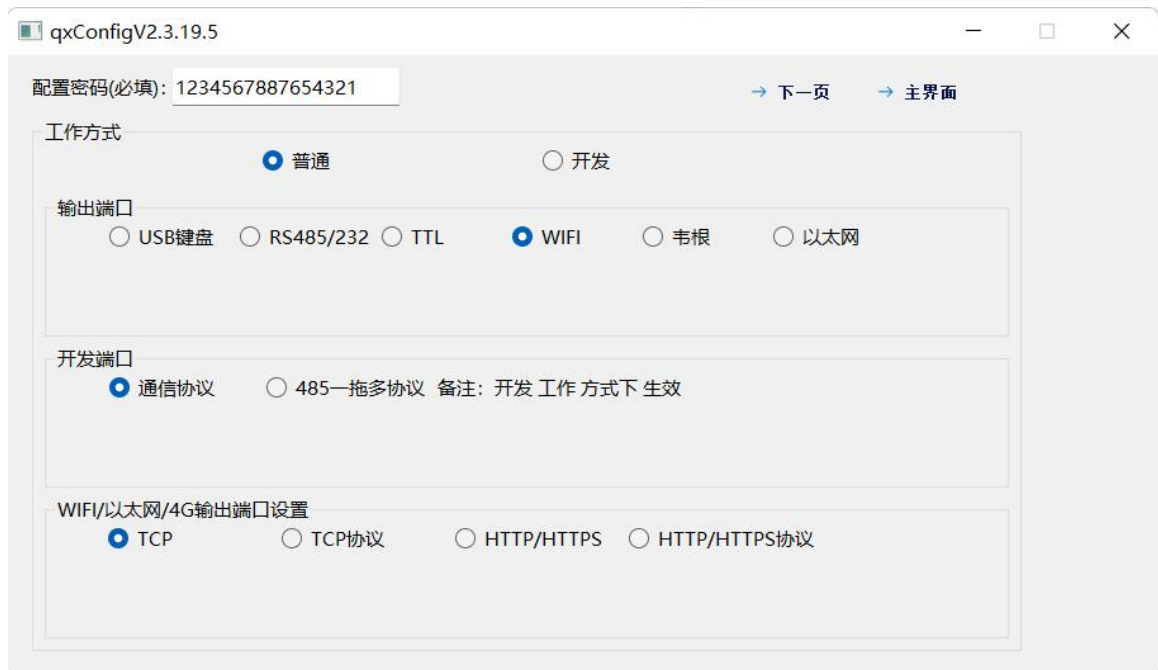 qxConfigV2.3.19.5
配置密码(必填): 1234567887654321 → 下一页 → 主界面
工作方式
普通 开发
输出端口
USB键盘 RS485/232 TTL WIFI 韦根 以太网
开发端口
通信协议 485一拖多协议 备注: 开发 工作 方式下 生效
WIFI/以太网/4G输出端口设置
TCP TCP协议 HTTP/HTTPS HTTP/HTTPS协议